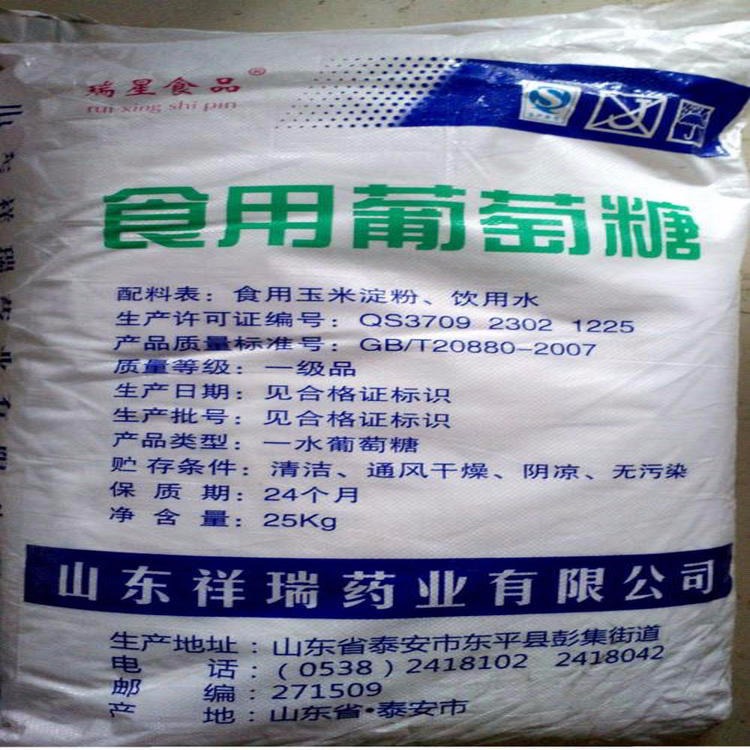 瑞星食品®
rui xing shi pin
食用葡萄糖
配料表：食用玉米淀粉、饮用水
生产许可证编号：QS3709 2302 1225
产品质量标准号：GB/T20880-2007
质量等级：一级品
生产日期：见合格证标识
生产批号：见合格证标识
产品类型：一水葡萄糖
贮存条件：清洁、通风干燥、阴凉、无污染
保质期：24个月
净含量：25Kg
山东祥瑞药业有限公司
生产地址：山东省泰安市东平县彭集街道
电话：(0538) 2418102 2418042
邮编：271509
产地：山东省·泰安市